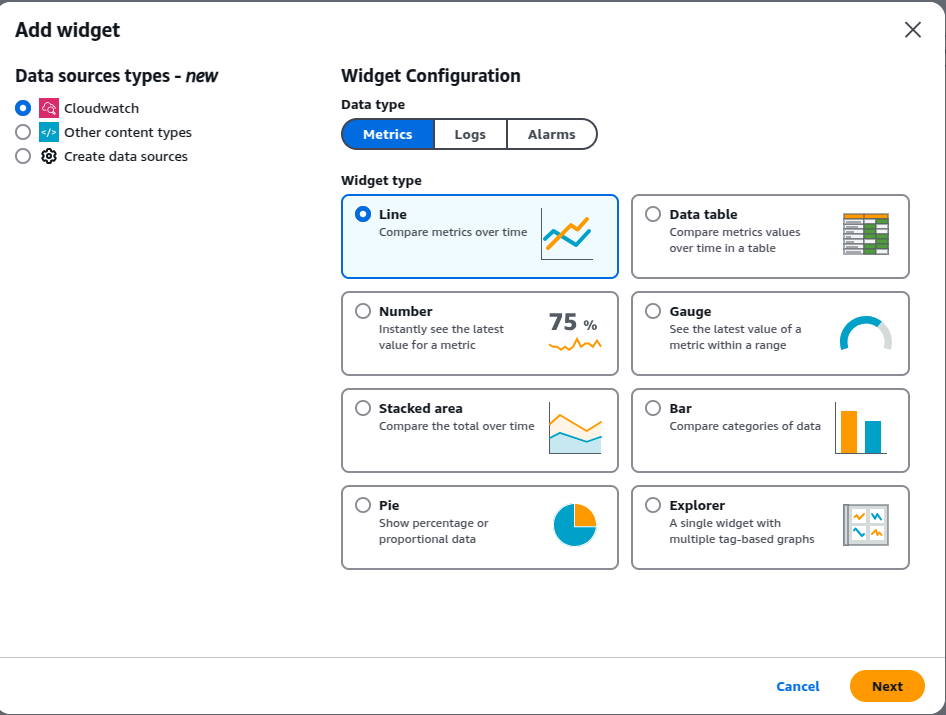 Add widget
Data sources types - new
Cloudwatch
Other content types
Create data sources
Widget Configuration
Data type
Metrics
Logs
Alarms
Widget type
Line
Compare metrics over time
Data table
Compare metrics values
over time in a table
Number
Instantly see the latest
value for a metric
75 %
Gauge
See the latest value of a
metric within a range
Stacked area
Compare the total over time
Bar
Compare categories of data
Pie
Show percentage or
proportional data
Explorer
A single widget with
multiple tag-based graphs
Cancel
Next